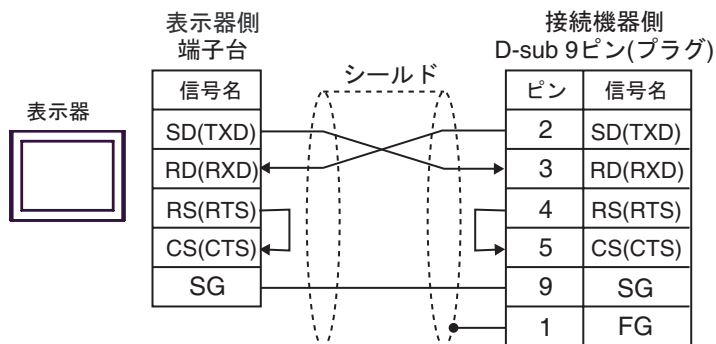 表示器側
端子台
接続機器側
D-sub 9ピン(プラグ)
シールド
表示器
信号名
ピン 信号名
SD(TXD) 2 SD(TXD)
RD(RXD) 3 RD(RXD)
RS(RTS) 4 RS(RTS)
CS(CTS) 5 CS(CTS)
SG 9 SG
1 FG